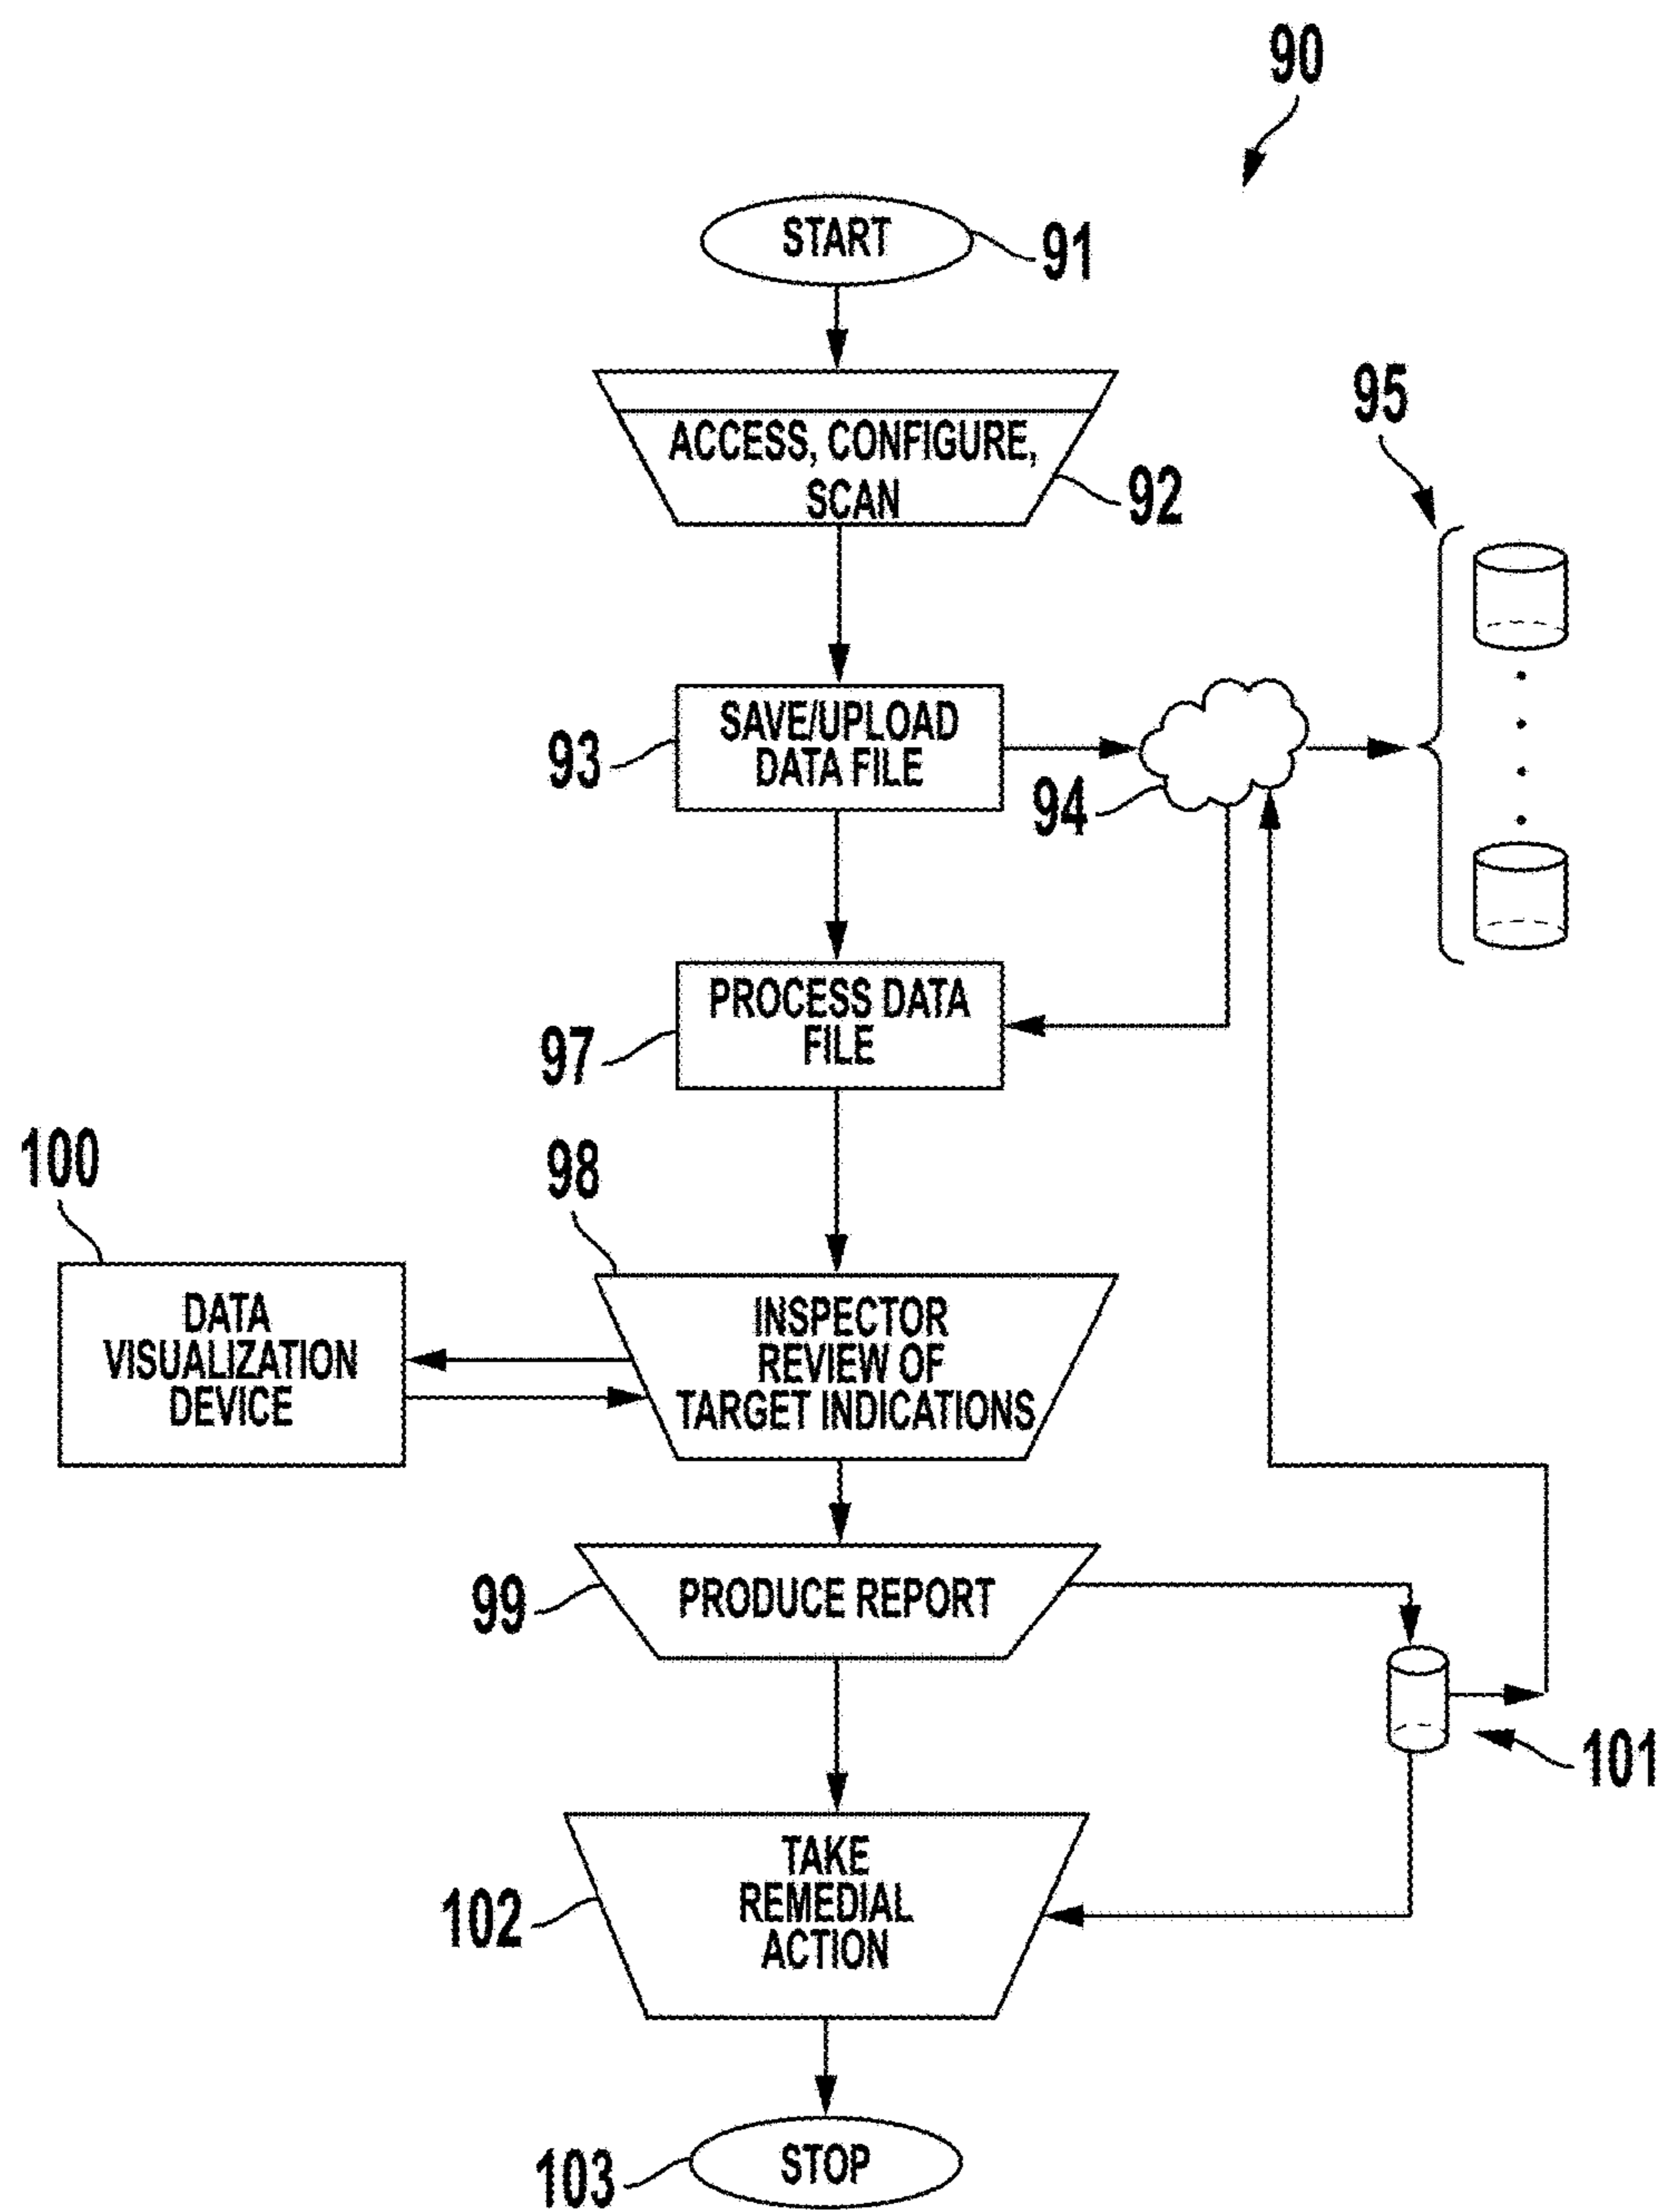 90
START
91
ACCESS, CONFIGURE,
SCAN
92
95
SAVE/UPLOAD
DATA FILE
93
94
PROCESS DATA
FILE
97
100
98
DATA
VISUALIZATION
DEVICE
INSPECTOR
REVIEW OF
TARGET INDICATIONS
99
PRODUCE REPORT
101
TAKE
REMEDIAL
ACTION
102
STOP
103